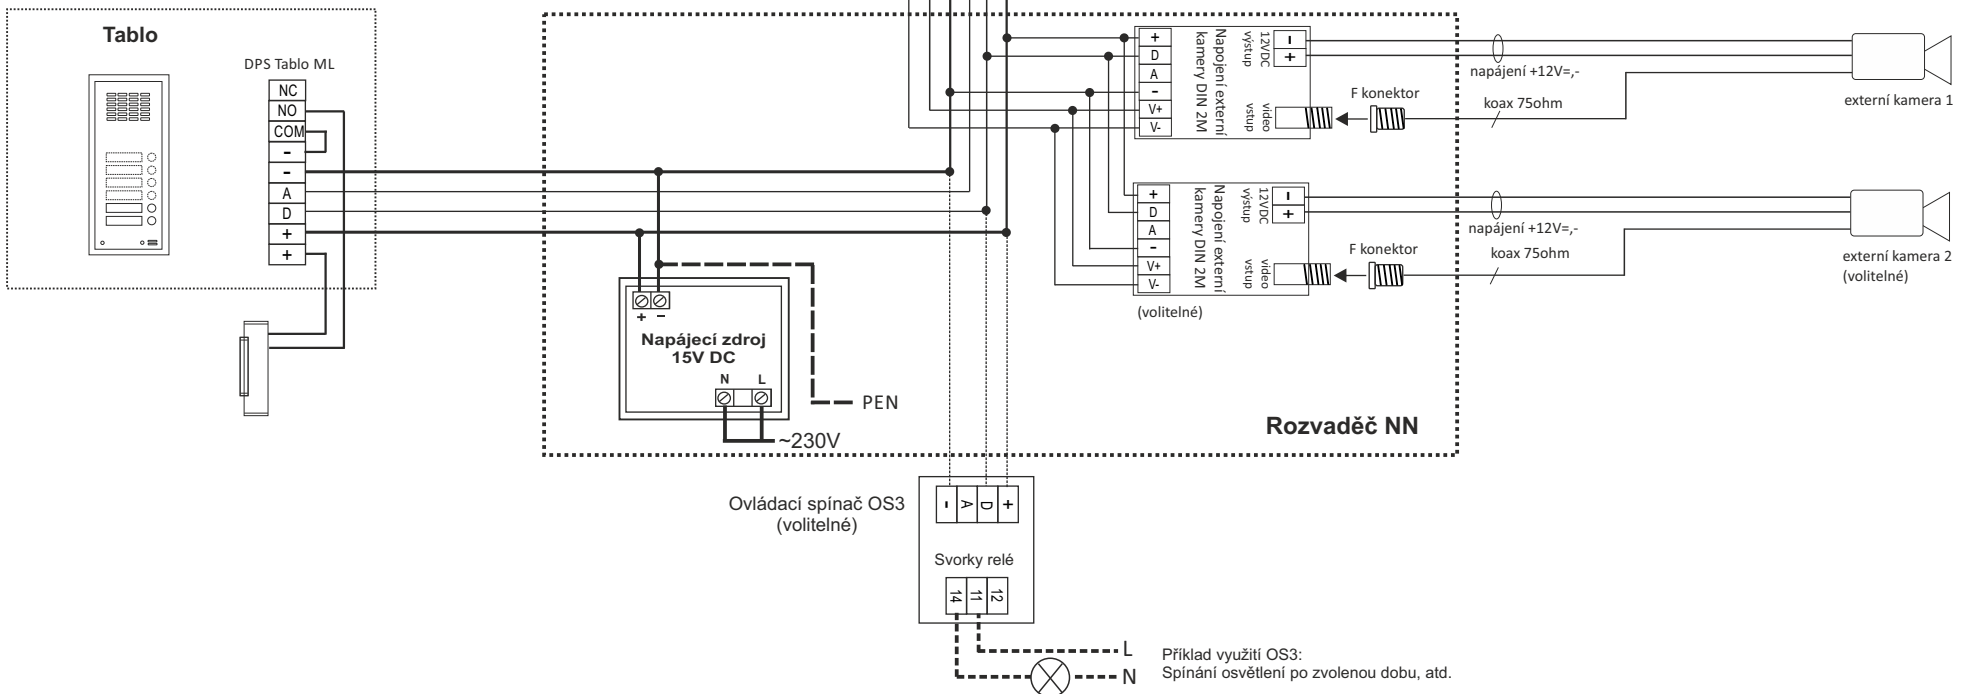 Tablo
DPS Tablo ML
NC
NO
COM
-
-
A
D
+
+
Napájecí zdroj
15V DC
+ -
N L
~230V
PEN
Rozvaděč NN
+
D
A
-
V+
V-
Napojení externí
kamery DIN 2M
12VDC
výstup
- +
video
vstup
F konektor
napájení +12V=,-
koax 75ohm
externí kamera 1
+
D
A
-
V+
V-
Napojení externí
kamery DIN 2M
12VDC
výstup
- +
video
vstup
(volitelné)
F konektor
napájení +12V=,-
koax 75ohm
externí kamera 2
(volitelné)
Ovládací spínač OS3
(volitelné)
- A D +
Svorky relé
14 11 12
L
N
Příklad využití OS3:
Spínání osvětlení po zvolenou dobu, atd.